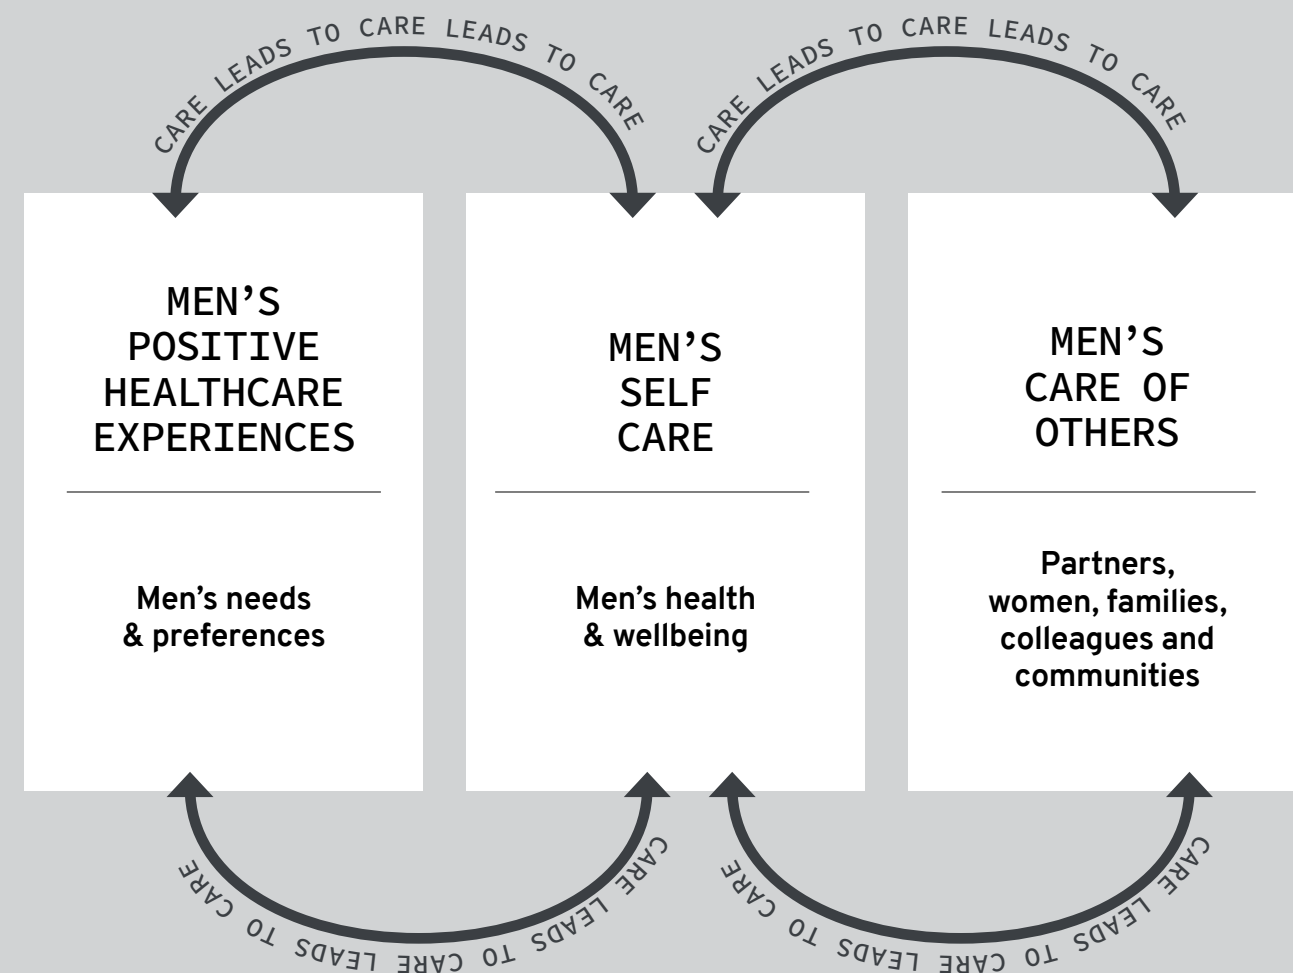 CARE LEADS TO CARE LEADS TO CARE
CARE LEADS TO CARE LEADS TO CARE
MEN’S
POSITIVE
HEALTHCARE
EXPERIENCES
Men’s needs
& preferences
MEN’S
SELF
CARE
Men’s health
& wellbeing
MEN’S
CARE OF
OTHERS
Partners,
women, families,
colleagues and
communities
CARE LEADS TO CARE LEADS TO CARE
CARE LEADS TO CARE LEADS TO CARE